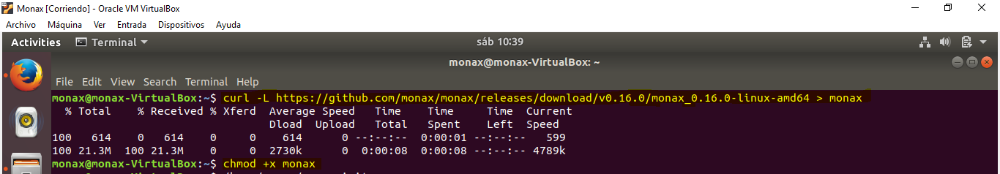 Monax [Corriendo] - Oracle VM VirtualBox
Archivo Máquina Ver Entrada Dispositivos Ayuda
Activities Terminal sáb 10:39
monax@monax-VirtualBox: ~
File Edit View Search Terminal Help
monax@monax-VirtualBox:~$ curl -L https://github.com/monax/monax/releases/download/v0.16.0/monax_0.16.0-linux-amd64 > monax
% Total % Received % Xferd Average Speed Time Time Time Current
Dload Upload Total Spent Left Speed
100 614 0 614 0 0 614 0 --:--:-- 0:00:01 --:--:-- 599
100 21.3M 100 21.3M 0 0 2730k 0 0:00:08 0:00:08 --:--:-- 4789k
monax@monax-VirtualBox:~$ chmod +x monax